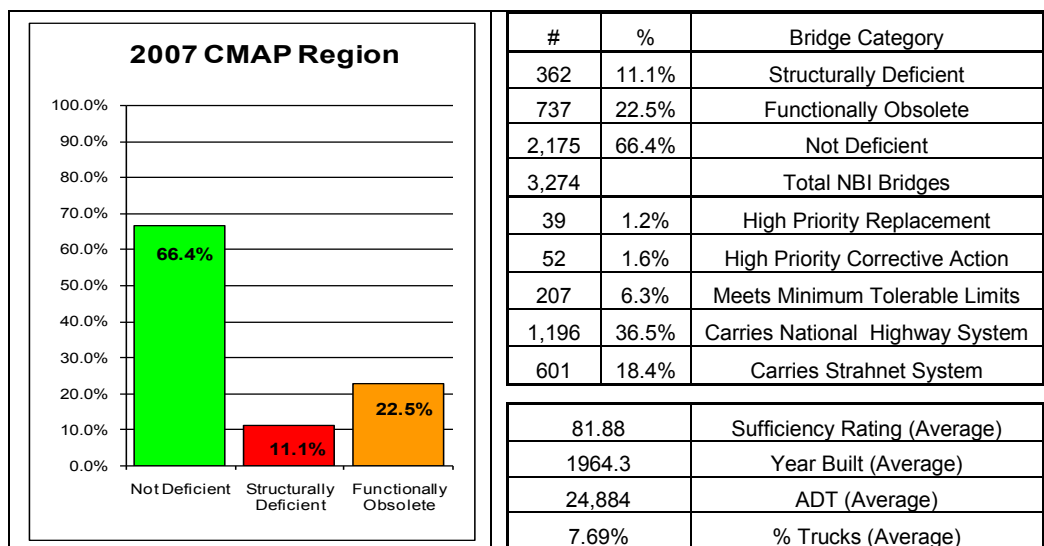 2007 CMAP Region
100.0%
90.0%
80.0%
70.0%
60.0%
50.0%
40.0%
30.0%
20.0%
10.0%
0.0%
66.4%
11.1%
22.5%
Not Deficient
Structurally
Deficient
Functionally
Obsolete
# % Bridge Category
362 11.1% Structurally Deficient
737 22.5% Functionally Obsolete
2,175 66.4% Not Deficient
3,274 Total NBI Bridges
39 1.2% High Priority Replacement
52 1.6% High Priority Corrective Action
207 6.3% Meets Minimum Tolerable Limits
1,196 36.5% Carries National Highway System
601 18.4% Carries Strahnet System
81.88 Sufficiency Rating (Average)
1964.3 Year Built (Average)
24,884 ADT (Average)
7.69% % Trucks (Average)